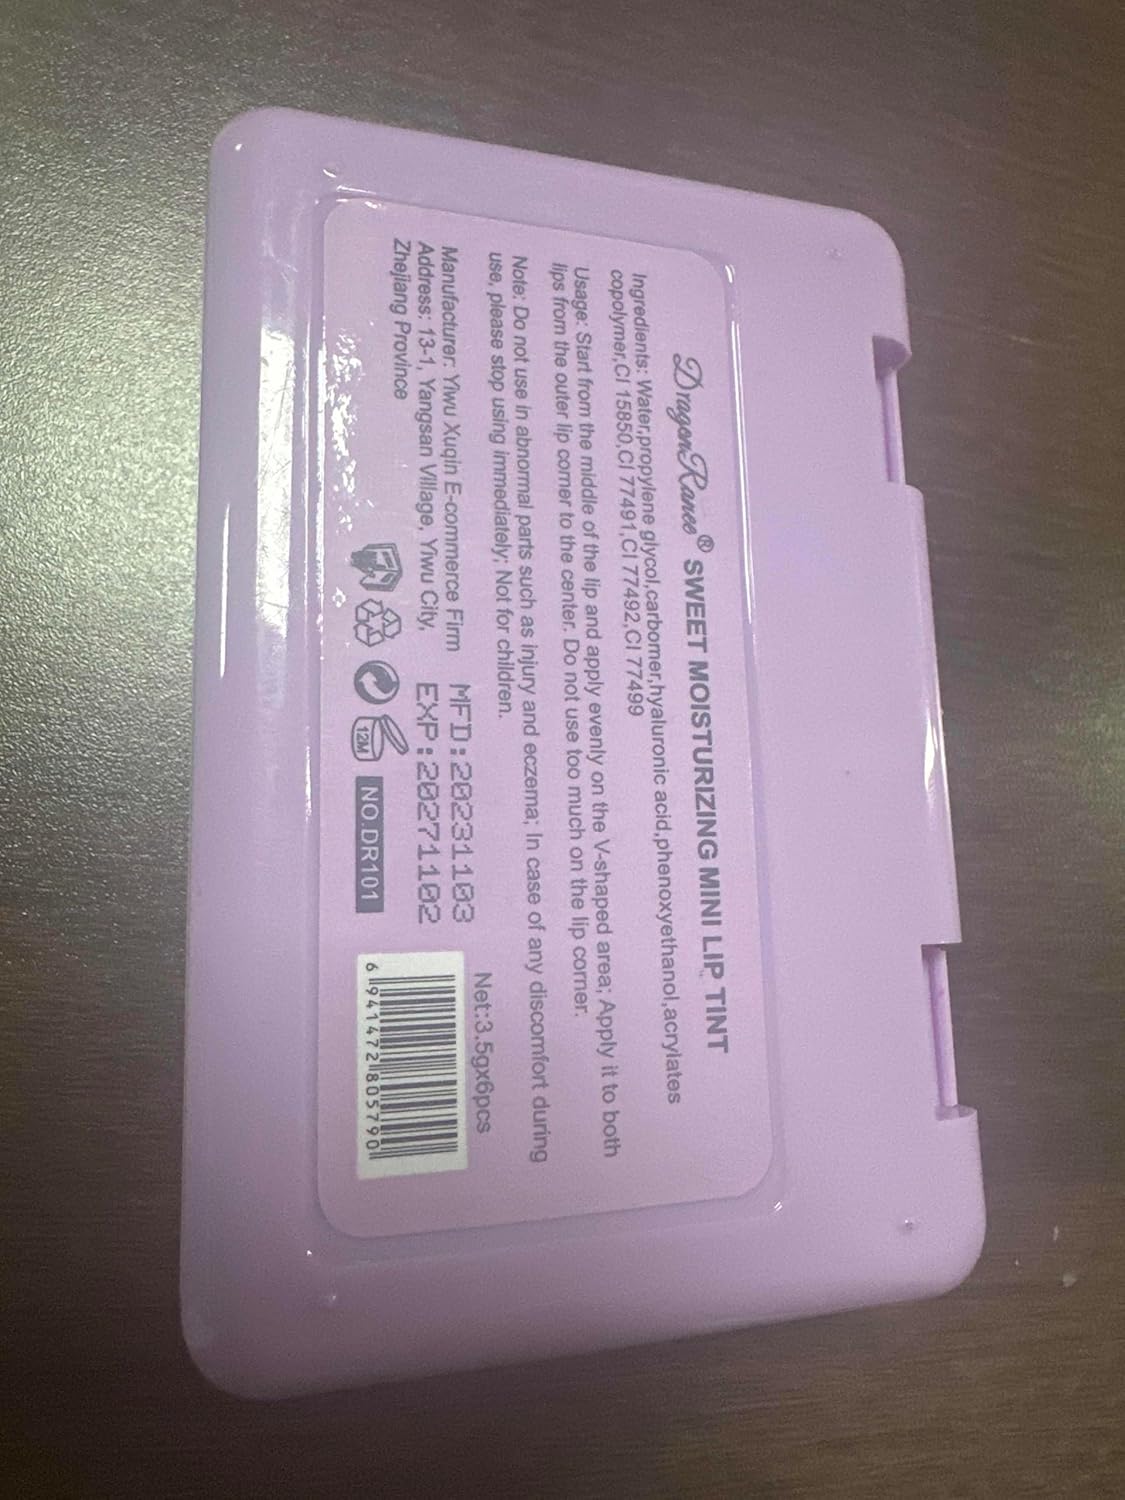 DragonRanee® SWEET MOISTURIZING MINI LIP TINT
Ingredients: Water,propylene glycol,carbomer,hyaluronic acid,phenoxyethanol,acrylates
copolymer,CI 15850,CI 77491,CI 77492,CI 77499
Usage: Start from the middle of the lip and apply evenly on the V-shaped area; Apply it to both
lips from the outer lip corner to the center. Do not use too much on the lip corner.
Note: Do not use in abnormal parts such as injury and eczema; In case of any discomfort during
use, please stop using immediately; Not for children.
Manufacturer: Yiwu Xuqin E-commerce Firm
Address: 13-1, Yangsan Village, Yiwu City,
Zhejiang Province
MFD:20231103
EXP:20271102
12M
NO.DR101
Net:3.5gx6pcs
6941472805790